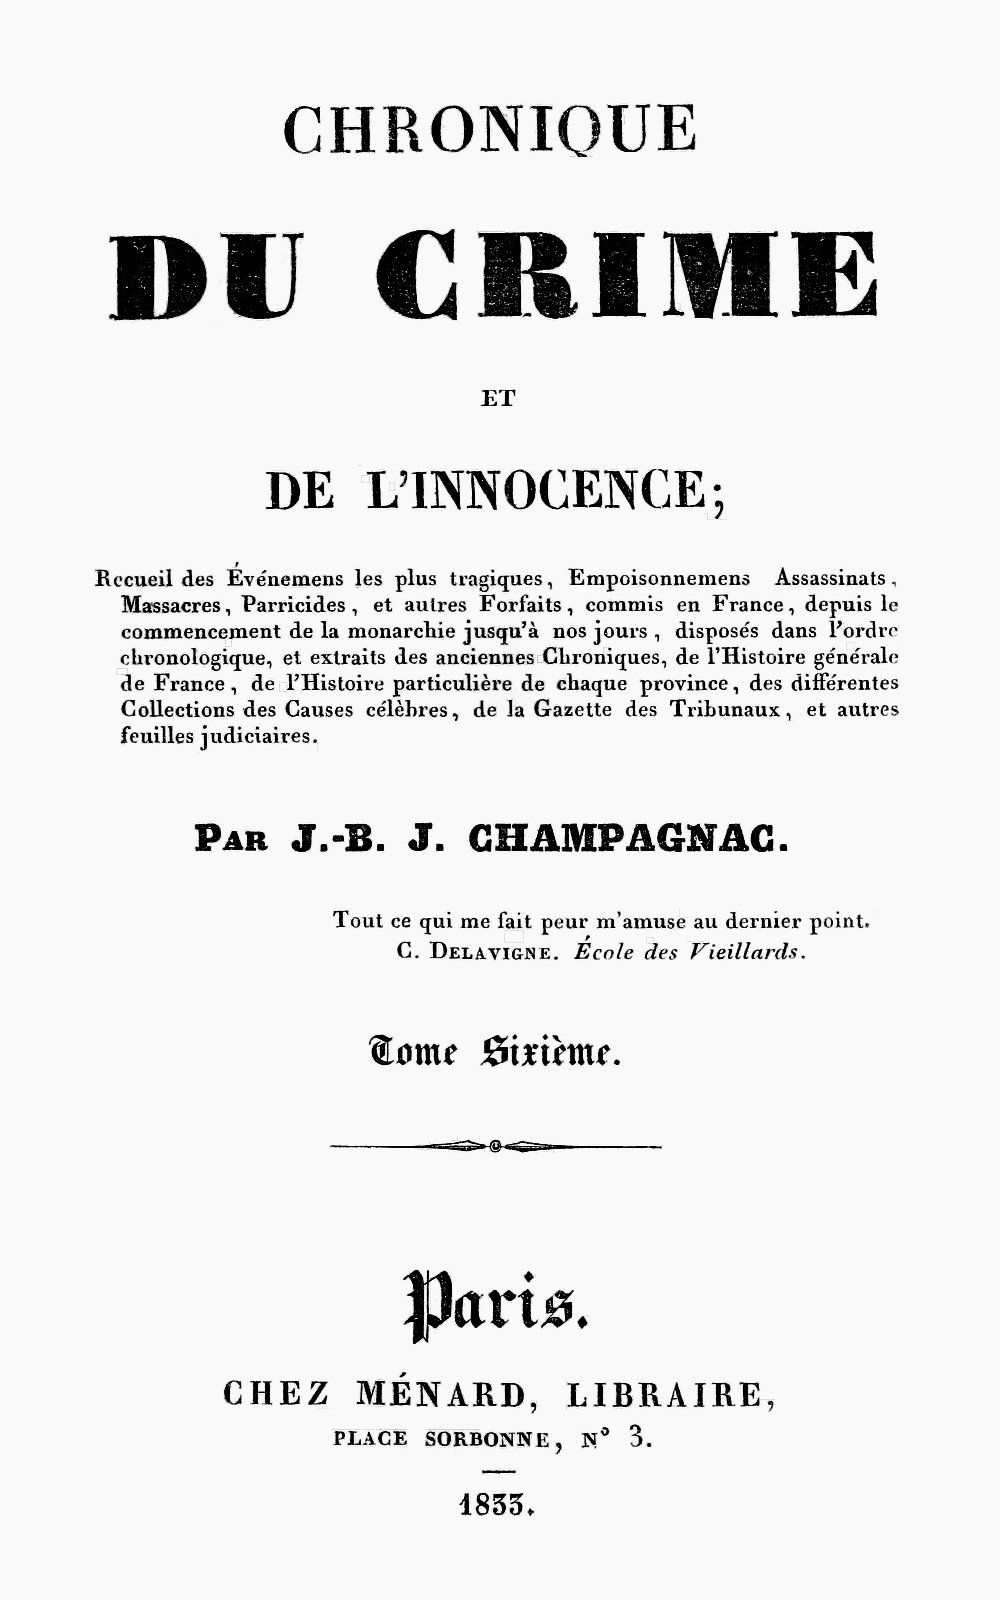 CHRONIQUE
DU CRIME
ET
DE L'INNOCENCE;
Recueil des Événemens les plus tragiques, Empoisonnemens Assassinats,
Massacres, Parricides, et autres Forfaits, commis en France, depuis le
commencement de la monarchie jusqu'à nos jours, disposés dans l'ordre
chronologique, et extraits des anciennes Chroniques, de l'Histoire générale
de France, de l'Histoire particulière de chaque province, des différentes
Collections des Causes célèbres, de la Gazette des Tribunaux, et autres
feuilles judiciaires.
PAR J.-B. J. CHAMPAGNAC.
Tout ce qui me fait peur m'amuse au dernier point.
C. DELAVIGNE. École des Vieillards.
Tome Sixième.
Paris.
CHEZ MÉNARD, LIBRAIRE,
PLACE SORBONNE, N° 3.
1833.